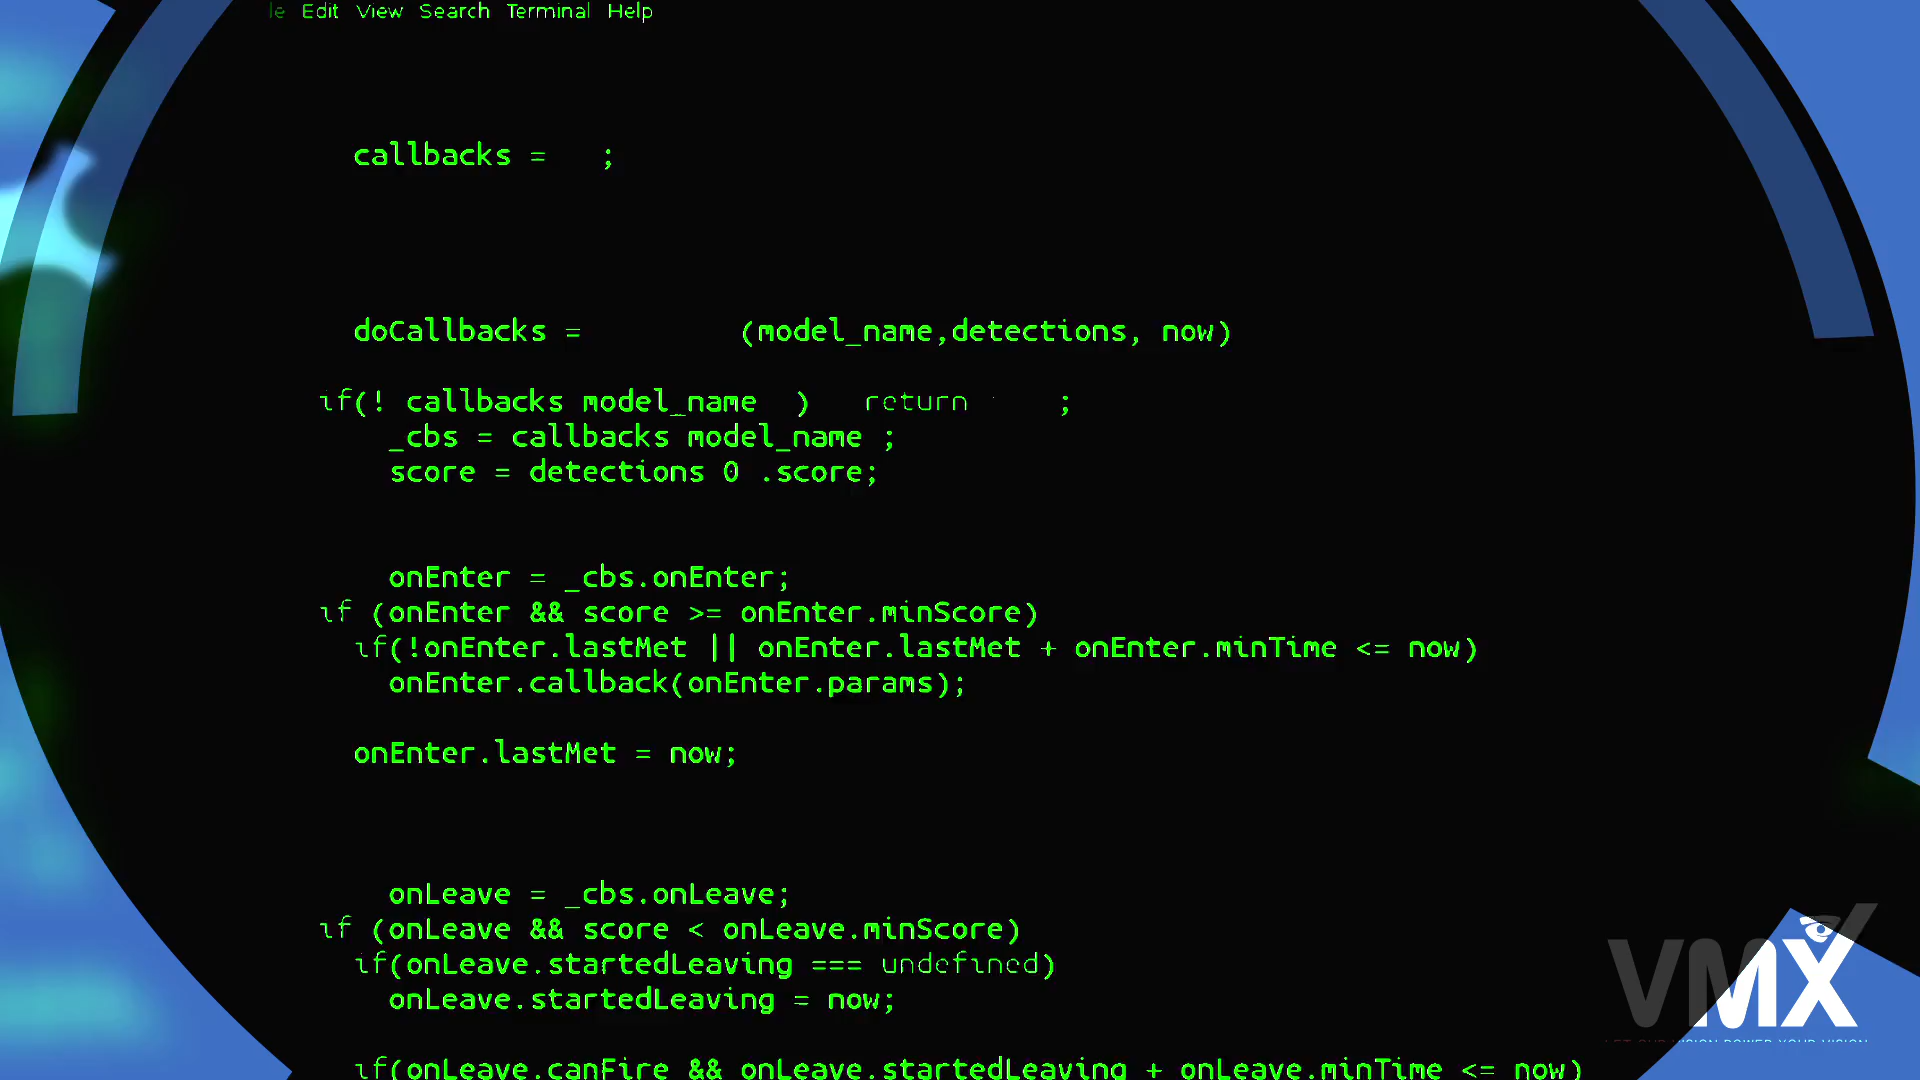 Edit View Search Terminal Help
callbacks = ;
doCallbacks = (model_name,detections, now)
if(! callbacks model_name ) return ;
_cbs = callbacks model_name ;
score = detections 0 .score;
onEnter = _cbs.onEnter;
if (onEnter && score >= onEnter.minScore)
if(!onEnter.lastMet || onEnter.lastMet + onEnter.minTime <= now)
onEnter.callback(onEnter.params);
onEnter.lastMet = now;
onLeave = _cbs.onLeave;
if (onLeave && score < onLeave.minScore)
if(onLeave.startedLeaving === undefined)
onLeave.startedLeaving = now;
if(onLeave.canFire && onLeave.startedLeaving + onLeave.minTime <= now)
VMX